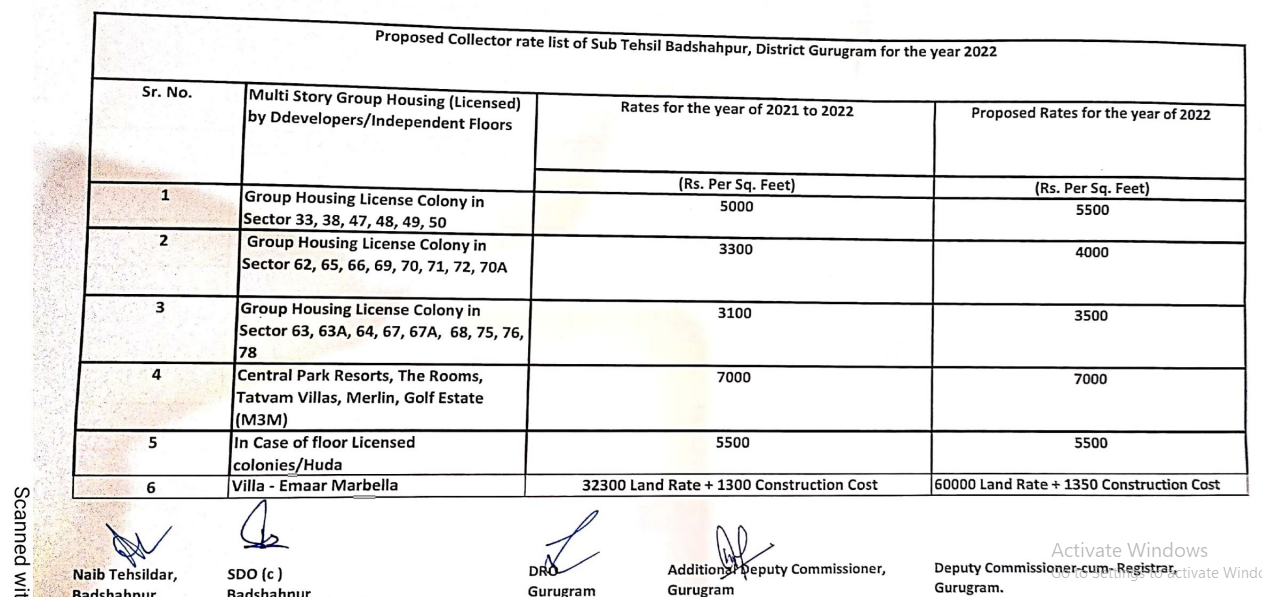 Proposed Collector rate list of Sub Tehsil Badshahpur, District Gurugram for the year 2022
Sr. No.
Multi Story Group Housing (Licensed)
by Ddevelopers/Independent Floors
Rates for the year of 2021 to 2022
Proposed Rates for the year of 2022
(Rs. Per Sq. Feet)
(Rs. Per Sq. Feet)
1
Group Housing License Colony in
Sector 33, 38, 47, 48, 49, 50
5000
5500
2
Group Housing License Colony in
Sector 62, 65, 66, 69, 70, 71, 72, 70A
3300
4000
3
Group Housing License Colony in
Sector 63, 63A, 64, 67, 67A, 68, 75, 76,
78
3100
3500
4
Central Park Resorts, The Rooms,
Tatvam Villas, Merlin, Golf Estate
(M3M)
7000
7000
5
In Case of floor Licensed
colonies/Huda
5500
5500
6
Villa - Emaar Marbella
32300 Land Rate + 1300 Construction Cost
60000 Land Rate + 1350 Construction Cost
Naib Tehsildar,
Badshahpur
SDO (c )
Badshahpur
DRO
Gurugram
Additional Deputy Commissioner,
Gurugram
Deputy Commissioner-cum- Registrar,
Gurugram.
Activate Windows
Go to Settings to activate Windo
Scanned wit